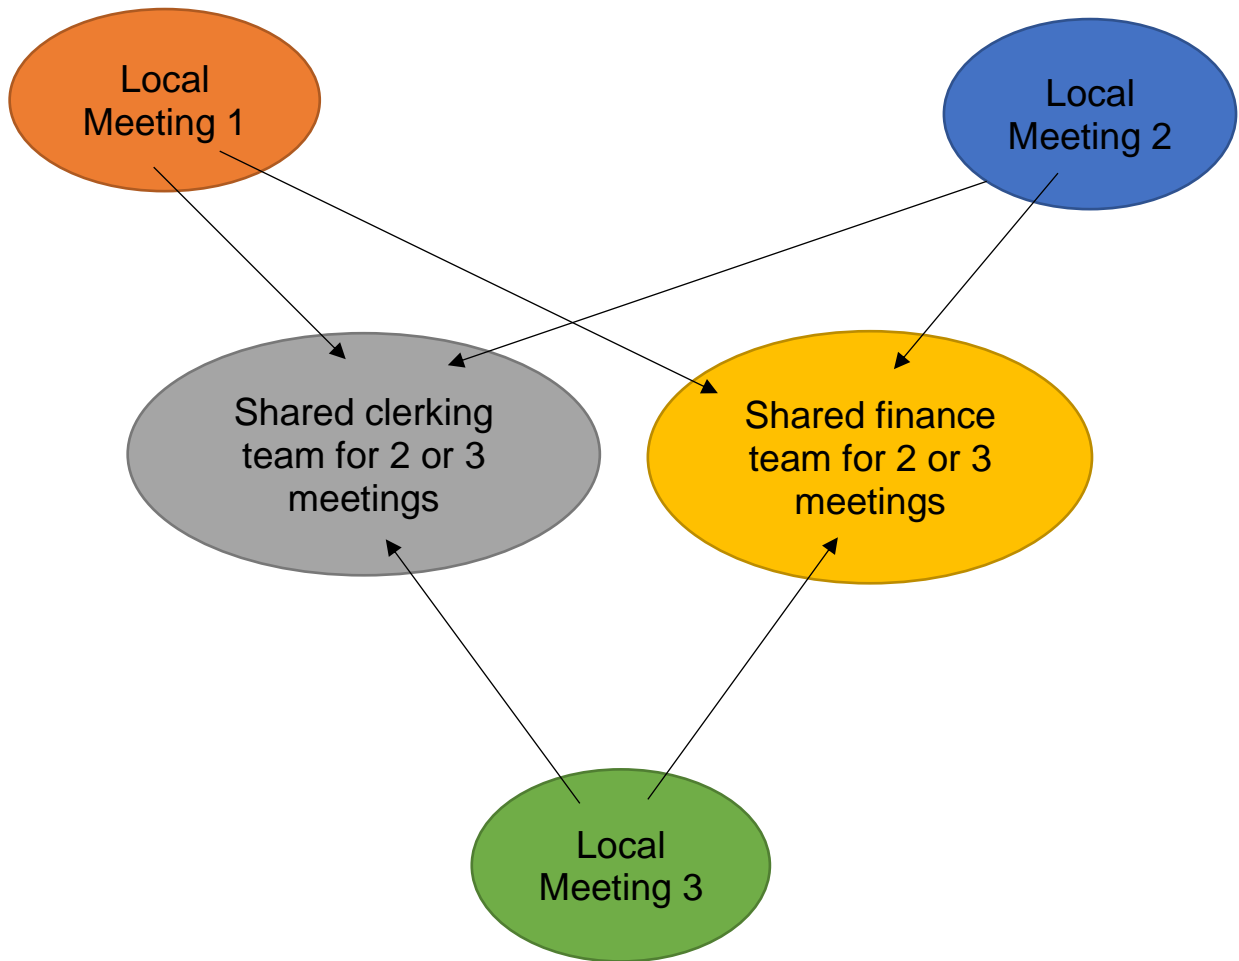 Local
Meeting 1
Local
Meeting 2
Shared clerking
team for 2 or 3
meetings
Shared finance
team for 2 or 3
meetings
Local
Meeting 3